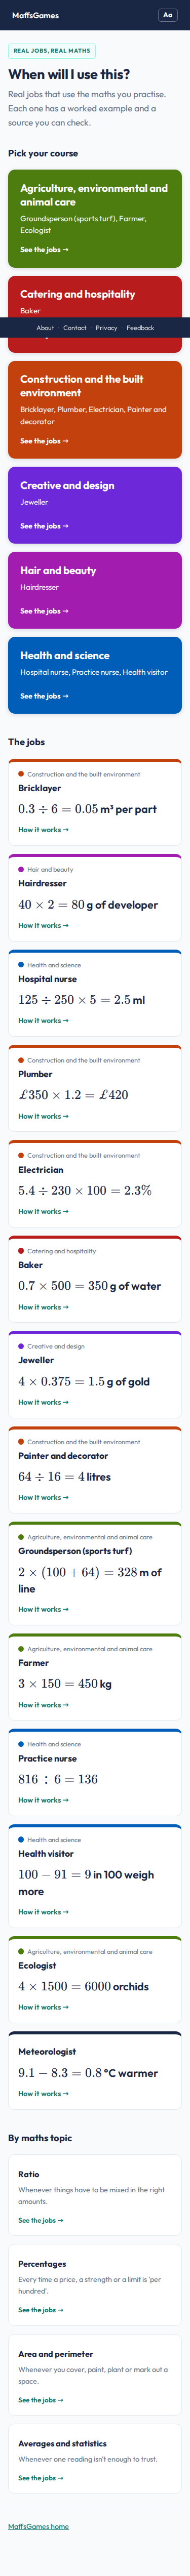 MaffsGames
Aa
REAL JOBS, REAL MATHS
When will I use this?
Real jobs that use the maths you practise.
Each one has a worked example and a
source you can check.
Pick your course
Agriculture, environmental and
animal care
Groundsperson (sports turf), Farmer,
Ecologist
See the jobs →
Catering and hospitality
Baker
About · Contact · Privacy · Feedback
Construction and the built
environment
Bricklayer, Plumber, Electrician, Painter and
decorator
See the jobs →
Creative and design
Jeweller
See the jobs →
Hair and beauty
Hairdresser
See the jobs →
Health and science
Hospital nurse, Practice nurse, Health visitor
See the jobs →
The jobs
Construction and the built environment
Bricklayer
0.3 ÷ 6 = 0.05 m³ per part
How it works →
Hair and beauty
Hairdresser
40 × 2 = 80 g of developer
How it works →
Health and science
Hospital nurse
125 ÷ 250 × 5 = 2.5 ml
How it works →
Construction and the built environment
Plumber
£350 × 1.2 = £420
How it works →
Construction and the built environment
Electrician
5.4 ÷ 230 × 100 = 2.3%
How it works →
Catering and hospitality
Baker
0.7 × 500 = 350 g of water
How it works →
Creative and design
Jeweller
4 × 0.375 = 1.5 g of gold
How it works →
Construction and the built environment
Painter and decorator
64 ÷ 16 = 4 litres
How it works →
Agriculture, environmental and animal care
Groundsperson (sports turf)
2 × (100 + 64) = 328 m of
line
How it works →
Agriculture, environmental and animal care
Farmer
3 × 150 = 450 kg
How it works →
Health and science
Practice nurse
816 ÷ 6 = 136
How it works →
Health and science
Health visitor
100 − 91 = 9 in 100 weigh
more
How it works →
Agriculture, environmental and animal care
Ecologist
4 × 1500 = 6000 orchids
How it works →
Meteorologist
9.1 − 8.3 = 0.8 °C warmer
How it works →
By maths topic
Ratio
Whenever things have to be mixed in the right
amounts.
See the jobs →
Percentages
Every time a price, a strength or a limit is 'per
hundred'.
See the jobs →
Area and perimeter
Whenever you cover, paint, plant or mark out a
space.
See the jobs →
Averages and statistics
Whenever one reading isn't enough to trust.
See the jobs →
MaffsGames home